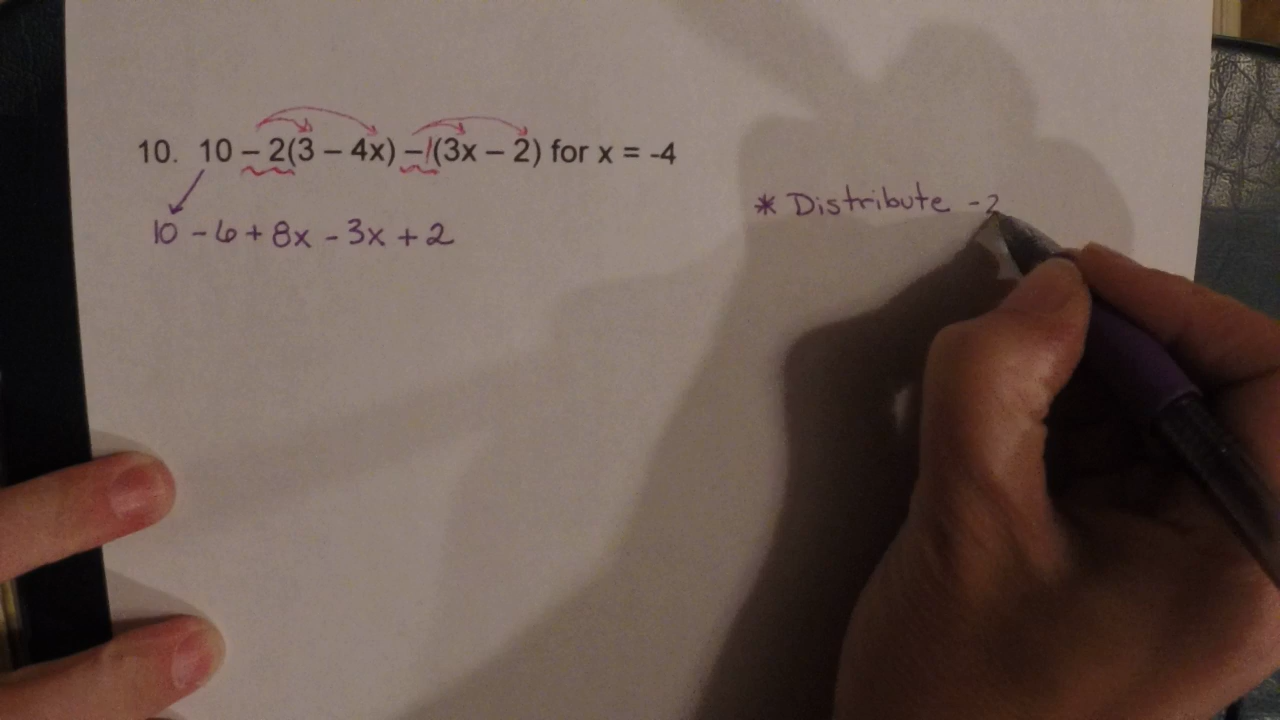 10. 10 – 2(3 – 4x) – 1(3x – 2) for x = -4
* Distribute -2
10 - 6 + 8x - 3x + 2